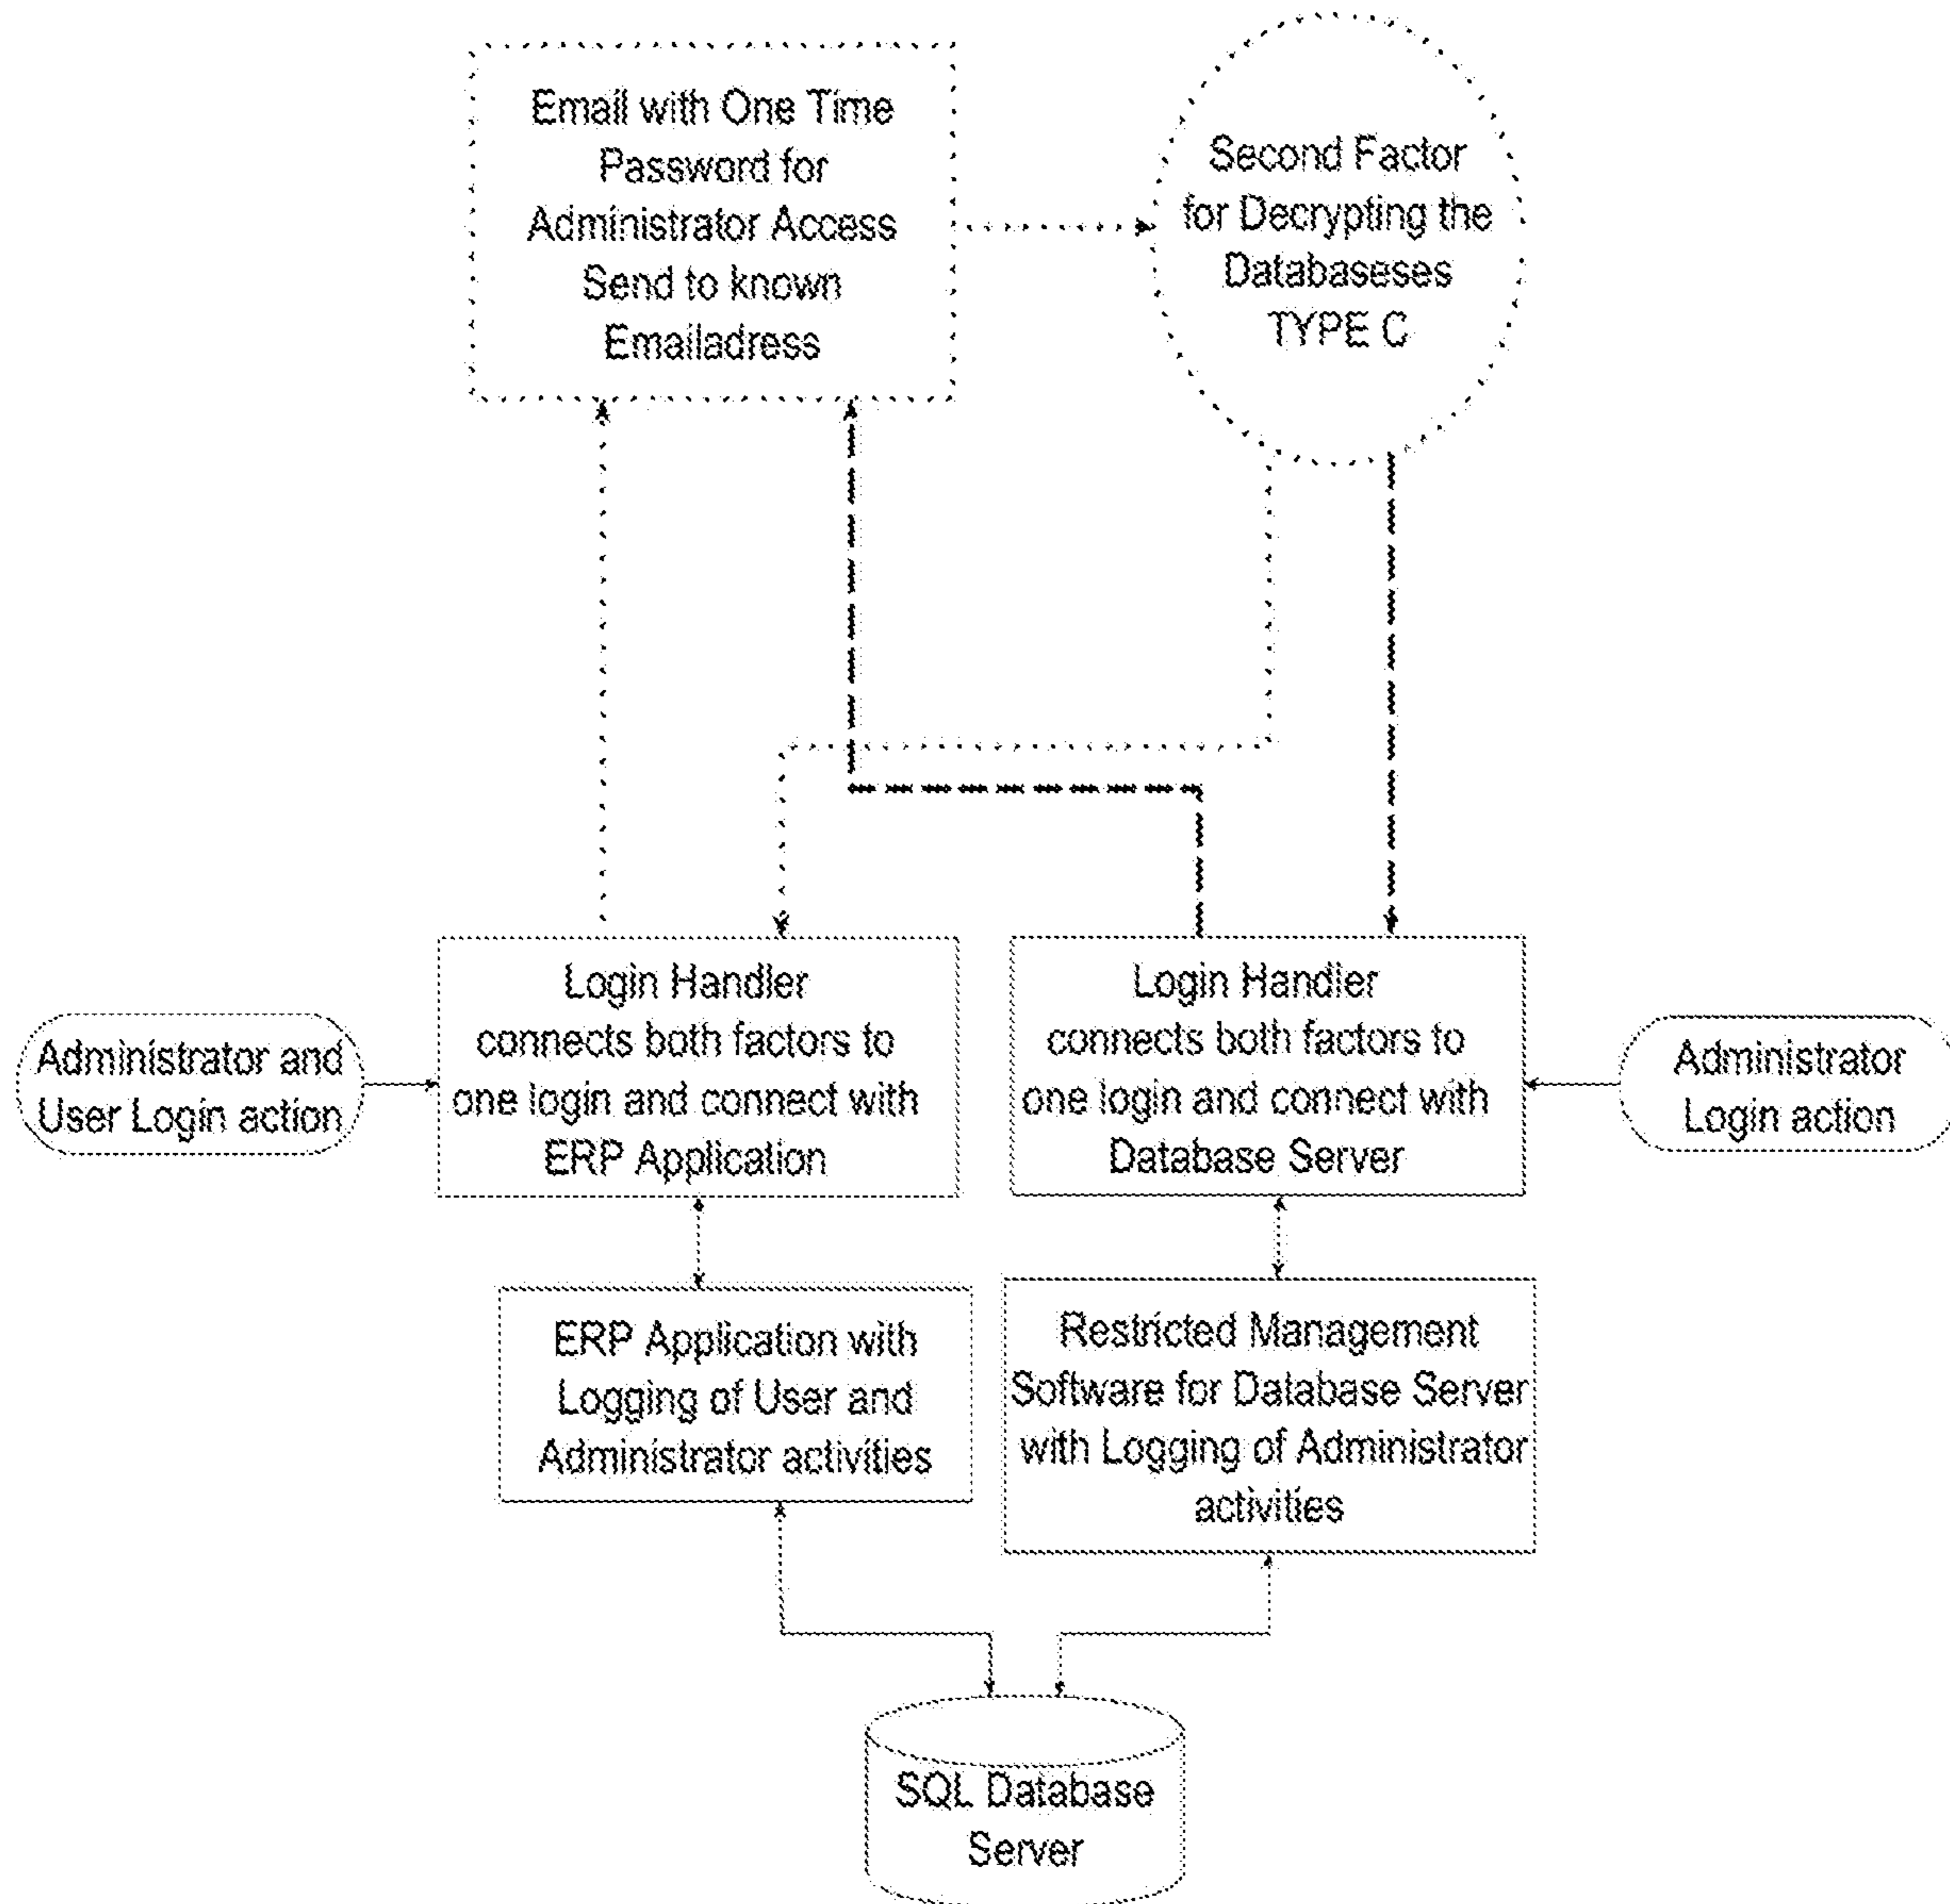 Email with One Time
Password for
Administrator Access
Send to known
Emailadress
Second Factor
for Decrypting the
Databaseses
TYPE C
Login Handler
connects both factors to
one login and connect with
ERP Application
Login Handler
connects both factors to
one login and connect with
Database Server
Administrator and
User Login action
Administrator
Login action
ERP Application with
Logging of User and
Administrator activities
Restricted Management
Software for Database Server
with Logging of Administrator
activities
SQL Database
Server